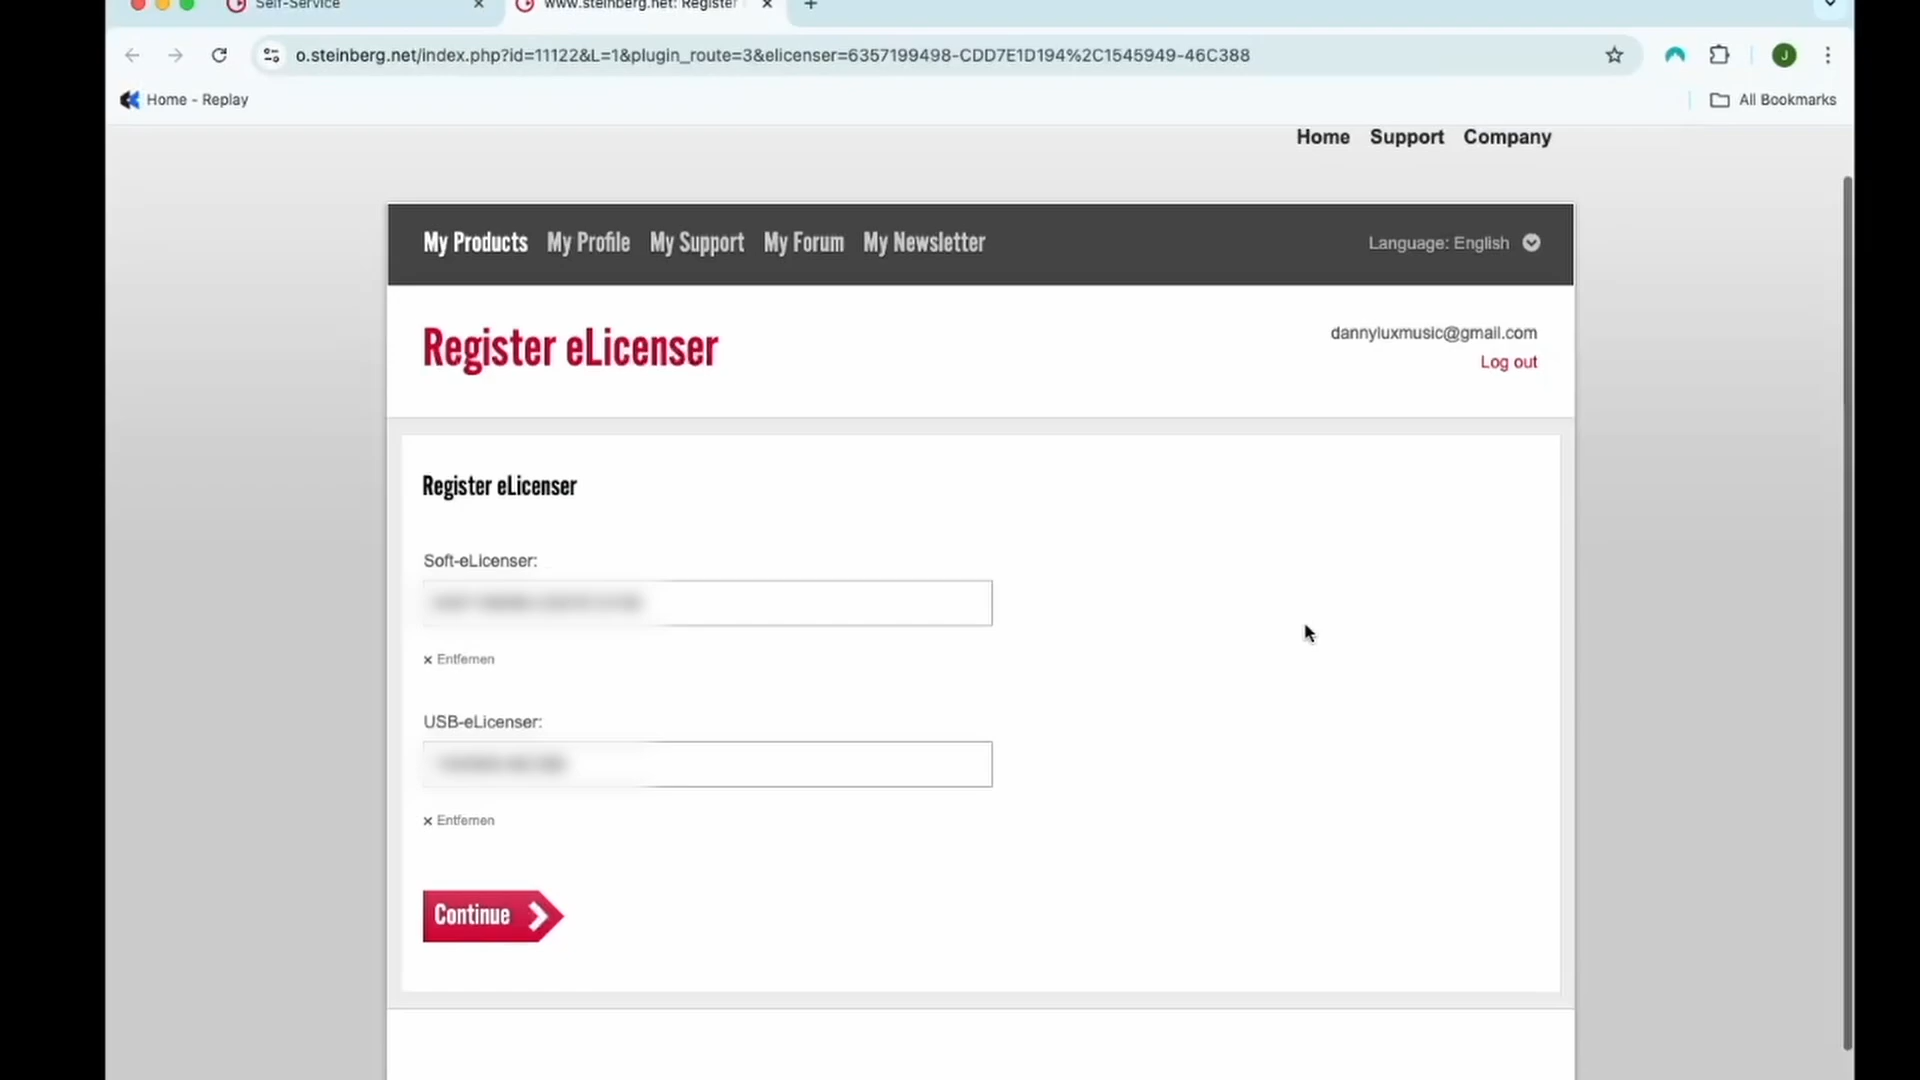 Self-Service
www.steinberg.net: Register
o.steinberg.net/index.php?id=11122&L=1&plugin_route=3&elicenser=6357199498-CDD7E1D194%2C1545949-46C388
J
Home - Replay
All Bookmarks
Home Support Company
My Products My Profile My Support My Forum My Newsletter
Language: English
Register eLicenser
dannyluxmusic@gmail.com
Log out
Register eLicenser
Soft-eLicenser:
× Entfernen
USB-eLicenser:
× Entfernen
Continue